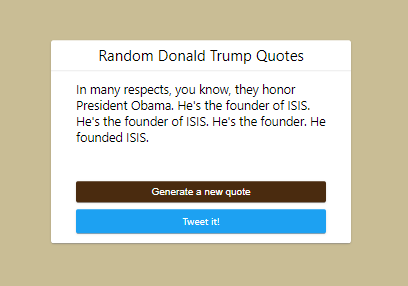 Random Donald Trump Quotes
In many respects, you know, they honor
President Obama. He's the founder of ISIS.
He's the founder of ISIS. He's the founder. He
founded ISIS.
Generate a new quote
Tweet it!